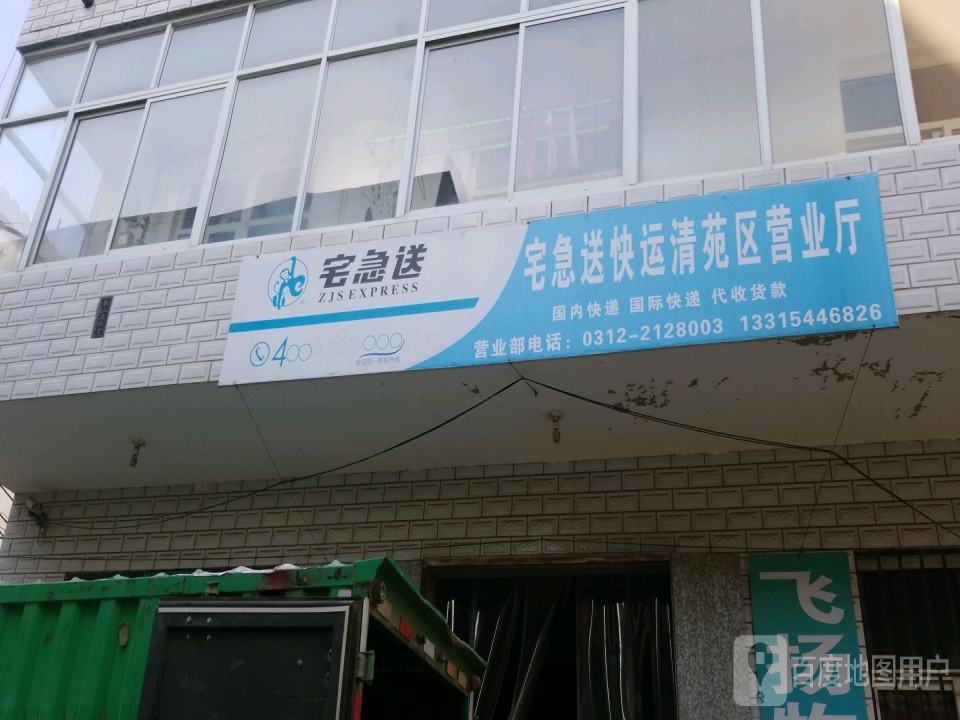 宅急送
ZJS EXPRESS
4006789000
宅急送快运清苑区营业厅
国内快递 国际快递 代收货款
营业部电话：0312-2128003 13315446826
飞扬
百度地图用户